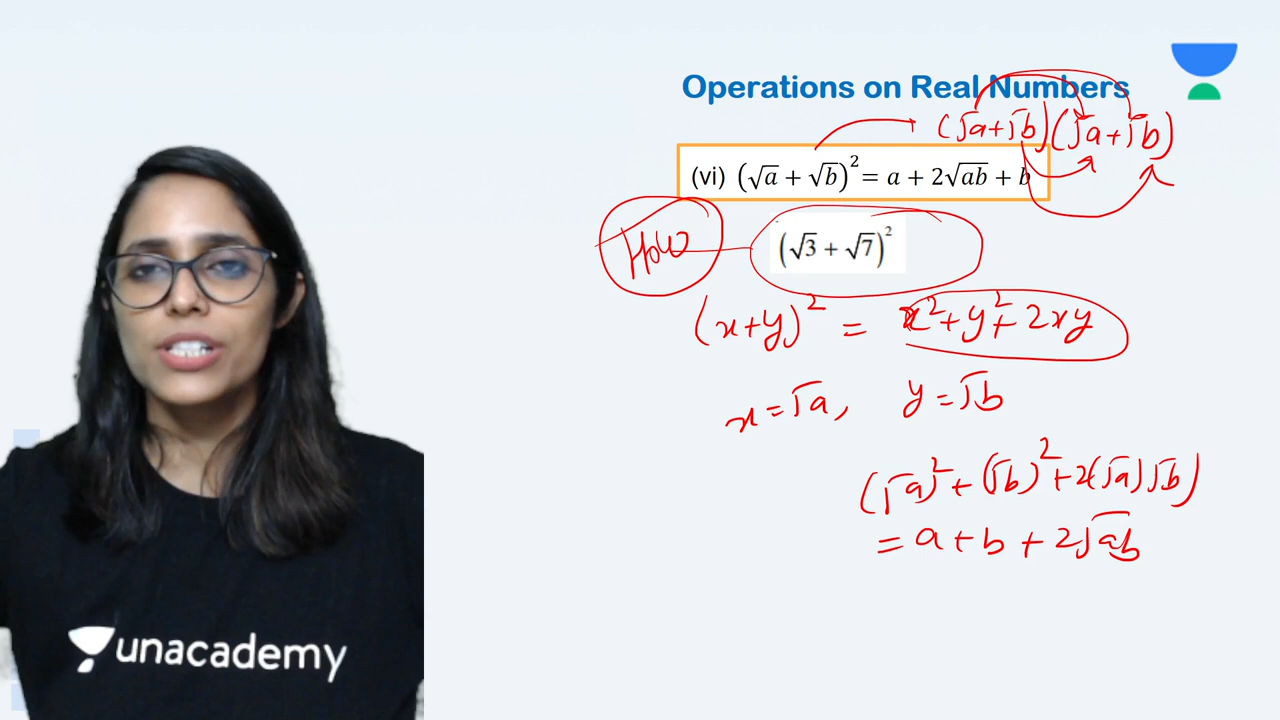 Operations on Real Numbers
(√a+√b)(√a+√b)
(vi) (√a + √b)² = a + 2√ab + b
How
(√3 + √7)²
(x+y)² = x²+y²+2xy
x=√a, y=√b
(√a)²+(√b)²+2(√a)√b)
= a+b+2√ab
unacademy